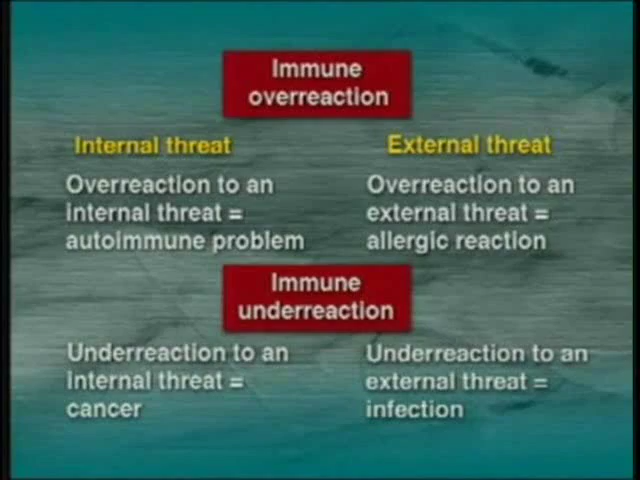 Immune
overreaction
Internal threat
External threat
Overreaction to an
internal threat =
autoimmune problem
Overreaction to an
external threat =
allergic reaction
Immune
underreaction
Underreaction to an
internal threat =
cancer
Underreaction to an
external threat =
infection